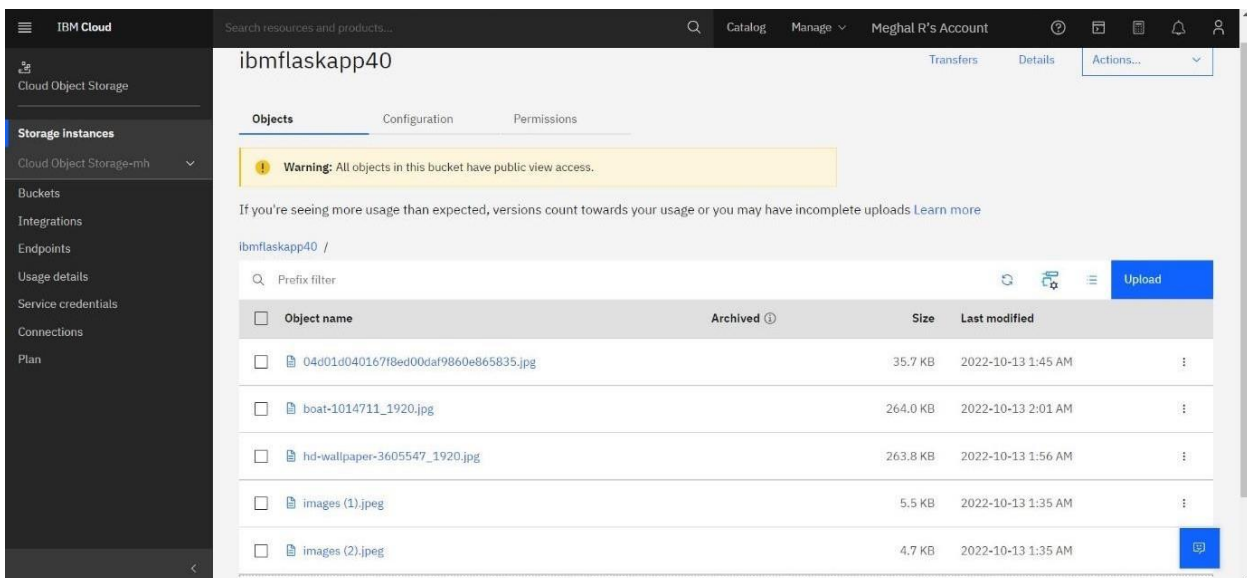 IBM Cloud
Search resources and products...
Catalog
Manage
Meghal R's Account
Cloud Object Storage
Storage instances
Cloud Object Storage-mh
Buckets
Integrations
Endpoints
Usage details
Service credentials
Connections
Plan
ibmflaskapp40
Transfers
Details
Actions...
Objects
Configuration
Permissions
Warning: All objects in this bucket have public view access.
If you're seeing more usage than expected, versions count towards your usage or you may have incomplete uploads Learn more
ibmflaskapp40 /
Prefix filter
Upload
Object name Archived Size Last modified
04d01d040167f8ed00daf9860e865835.jpg 35.7 KB 2022-10-13 1:45 AM
boat-1014711_1920.jpg 264.0 KB 2022-10-13 2:01 AM
hd-wallpaper-3605547_1920.jpg 263.8 KB 2022-10-13 1:56 AM
images (1).jpeg 5.5 KB 2022-10-13 1:35 AM
images (2).jpeg 4.7 KB 2022-10-13 1:35 AM